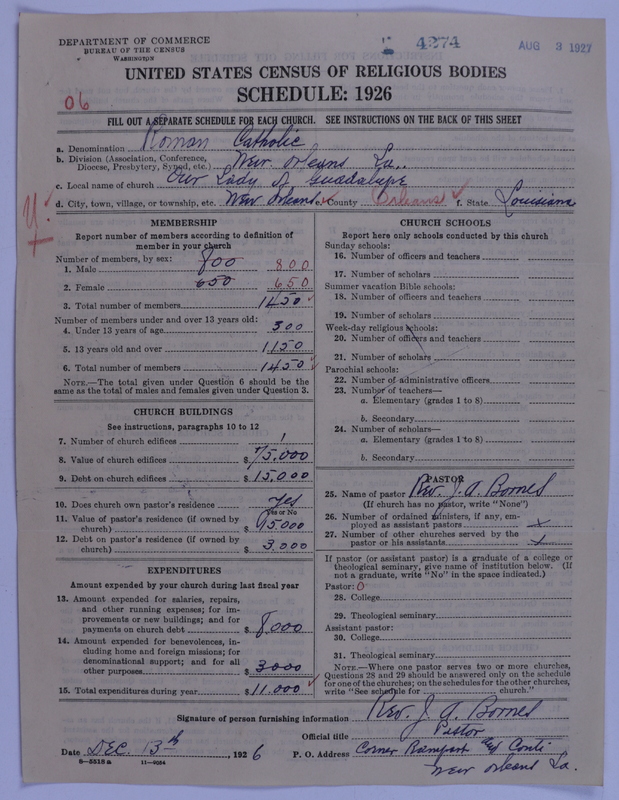 DEPARTMENT OF COMMERCE
BUREAU OF THE CENSUS
WASHINGTON
4274
AUG 3 1927
UNITED STATES CENSUS OF RELIGIOUS BODIES
SCHEDULE: 1926
06
FILL OUT A SEPARATE SCHEDULE FOR EACH CHURCH. SEE INSTRUCTIONS ON THE BACK OF THIS SHEET
a. Denomination Roman Catholic
b. Division (Association, Conference, Diocese, Presbytery, Synod, etc.) New Orleans La.
c. Local name of church Our Lady of Guadalupe
d. City, town, village, or township, etc. New Orleans e. County Orleans f. State Louisiana
MEMBERSHIP
Report number of members according to definition of
member in your church
Number of members, by sex:
1. Male 800 800
2. Female 650 650
3. Total number of members 1450
Number of members under and over 13 years old:
4. Under 13 years of age 300
5. 13 years old and over 1150
6. Total number of members 1450
NOTE.—The total given under Question 6 should be the
same as the total of males and females given under Question 3.
CHURCH BUILDINGS
See instructions, paragraphs 10 to 12
7. Number of church edifices 1
8. Value of church edifices $75.000
9. Debt on church edifices $15.000
10. Does church own pastor's residence yes
Yes or No
11. Value of pastor's residence (if owned by
church) $15000
12. Debt on pastor's residence (if owned by
church) $3.000
EXPENDITURES
Amount expended by church during last fiscal year
13. Amount expended for salaries, repairs,
and other running expenses; for im-
provements or new buildings; and for
payments on church debt $8.000
14. Amount expended for benevolences, in-
cluding home and foreign missions; for
denominational support; and for all
other purposes $3000
15. Total expenditures during year $11.000
CHURCH SCHOOLS
Report here only schools conducted by this church
Sunday schools:
16. Number of officers and teachers
17. Number of scholars
Summer vacation Bible schools:
18. Number of officers and teachers
19. Number of scholars
Week-day religious schools:
20. Number of officers and teachers
21. Number of scholars
Parochial schools:
22. Number of administrative officers
23. Number of teachers—
a. Elementary (grades 1 to 8)
b. Secondary
24. Number of scholars—
a. Elementary (grades 1 to 8)
b. Secondary
PASTOR
25. Name of pastor Rev. J. A. Bornes
(If church has no pastor, write "None")
26. Number of ordained ministers, if any, em-
ployed as assistant pastors x
27. Number of other churches served by the
pastor or his assistants x
If pastor (or assistant pastor) is a graduate of a college or
theological seminary, give name of institution below. (If
not a graduate, write "No" in the space indicated.)
Pastor: 0
28. College
29. Theological seminary
Assistant pastor:
30. College
31. Theological seminary
NOTE.—Where one pastor serves two or more churches,
Questions 28 and 29 should be answered only on the schedule
for one of the churches; on the schedules for the other churches,
write "See schedule for church."
Signature of person furnishing information Rev. J. A. Bornes
Official title Pastor
Date Dec. 13th, 1926 P. O. Address Corner Rampart and Conti
New Orleans La.
8-5518 a 11-9054